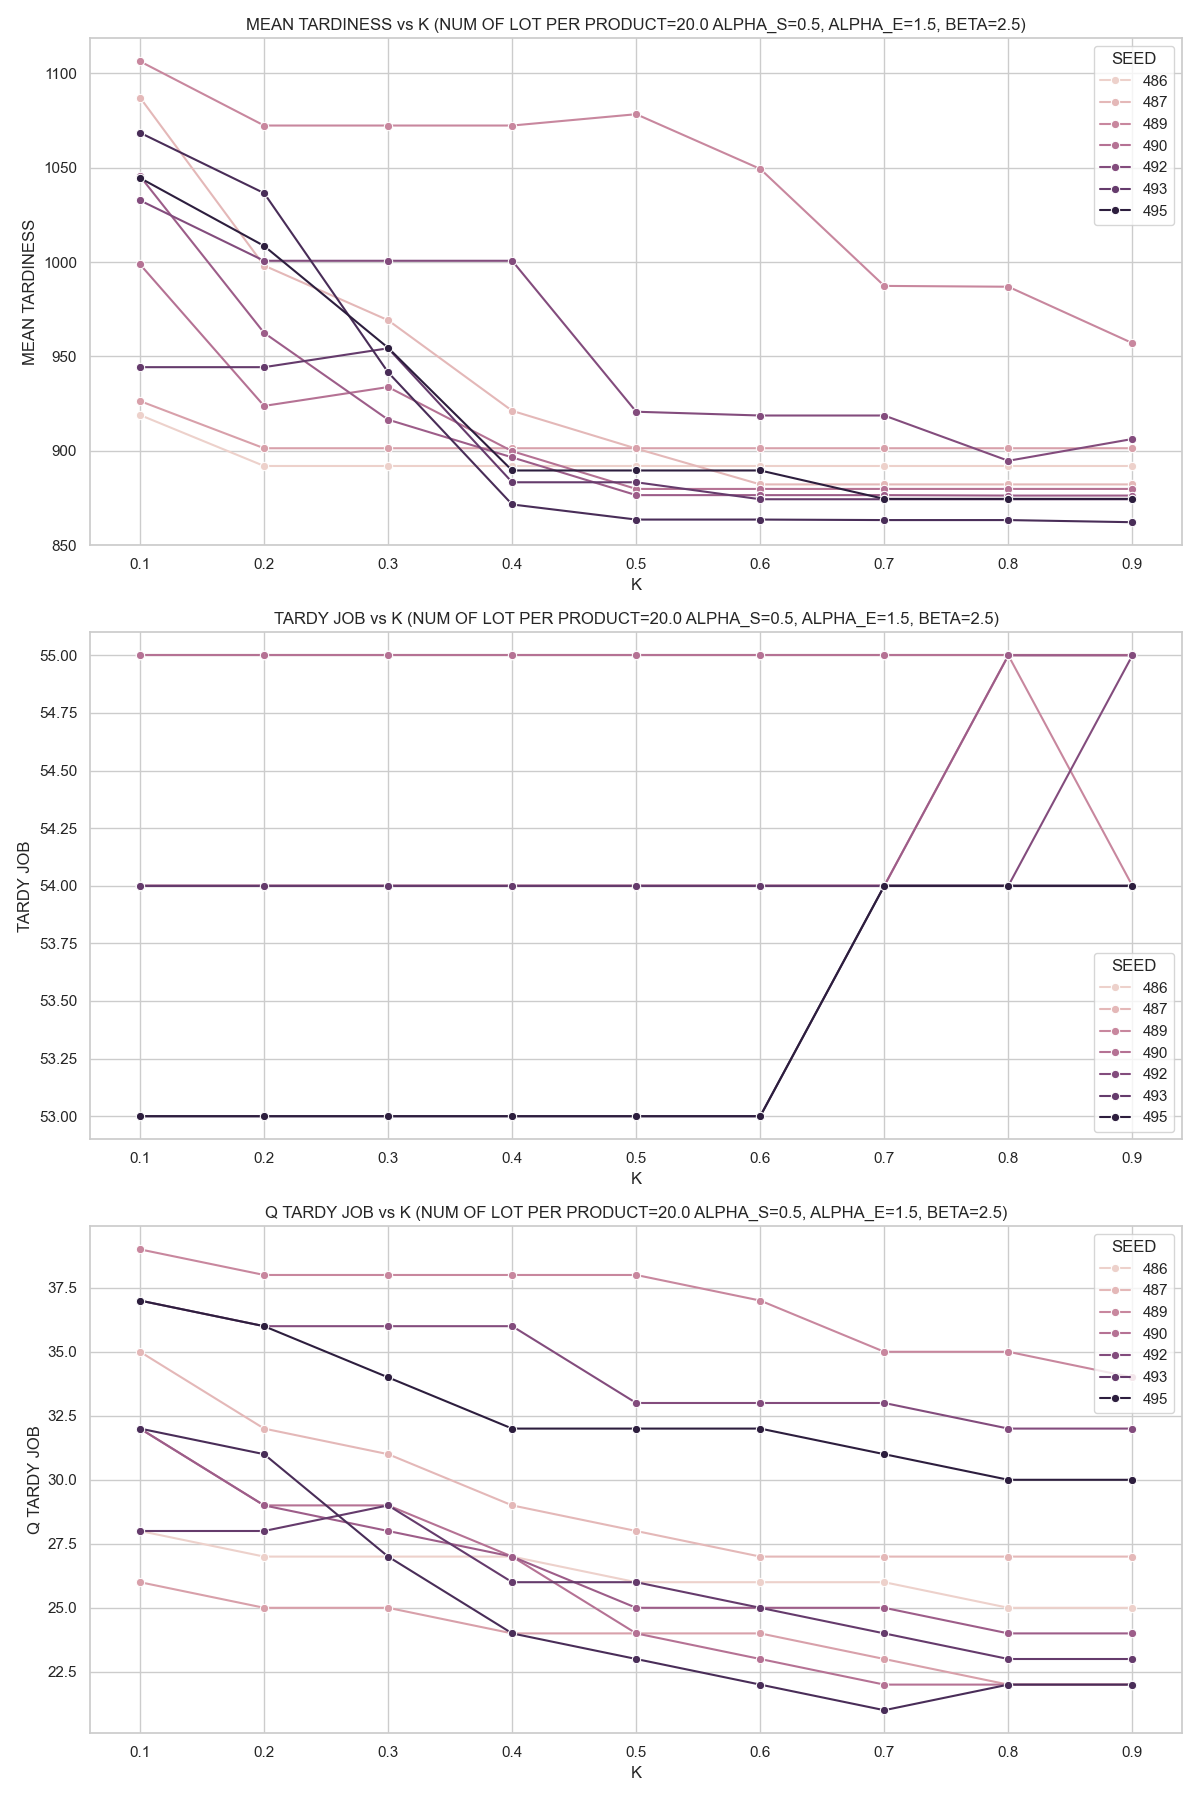 MEAN TARDINESS vs K (NUM OF LOT PER PRODUCT=20.0 ALPHA_S=0.5, ALPHA_E=1.5, BETA=2.5)
MEAN TARDINESS
1100
1050
1000
950
900
850
SEED
486
487
489
490
492
493
495
0.1 0.2 0.3 0.4 0.5 0.6 0.7 0.8 0.9
K
TARDY JOB vs K (NUM OF LOT PER PRODUCT=20.0 ALPHA_S=0.5, ALPHA_E=1.5, BETA=2.5)
TARDY JOB
55.00
54.75
54.50
54.25
54.00
53.75
53.50
53.25
53.00
SEED
486
487
489
490
492
493
495
0.1 0.2 0.3 0.4 0.5 0.6 0.7 0.8 0.9
K
Q TARDY JOB vs K (NUM OF LOT PER PRODUCT=20.0 ALPHA_S=0.5, ALPHA_E=1.5, BETA=2.5)
Q TARDY JOB
37.5
35.0
32.5
30.0
27.5
25.0
22.5
SEED
486
487
489
490
492
493
495
0.1 0.2 0.3 0.4 0.5 0.6 0.7 0.8 0.9
K